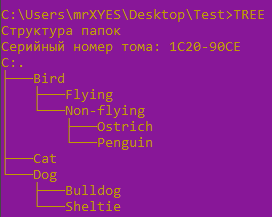 C:\Users\mrXYES\Desktop\Test>TREE
Структура папок
Серийный номер тома: 1C20-90CE
C:.
├───Bird
│   ├───Flying
│   └───Non-flying
│       ├───Ostrich
│       └───Penguin
├───Cat
└───Dog
    ├───Bulldog
    └───Sheltie